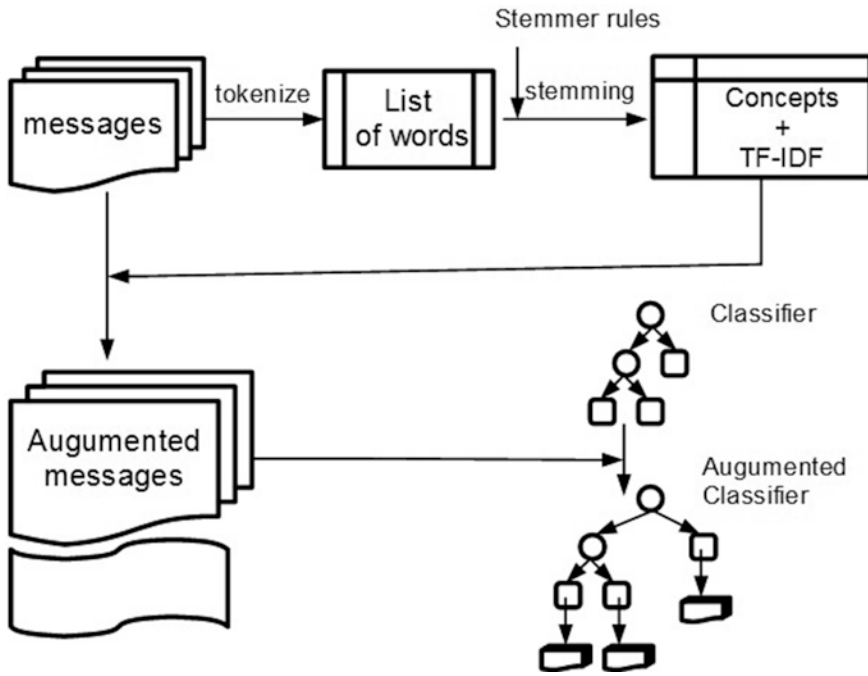 Stemmer rules
messages
tokenize
List
of words
stemming
Concepts
+
TF-IDF
Classifier
Augumented
messages
Augumented
Classifier